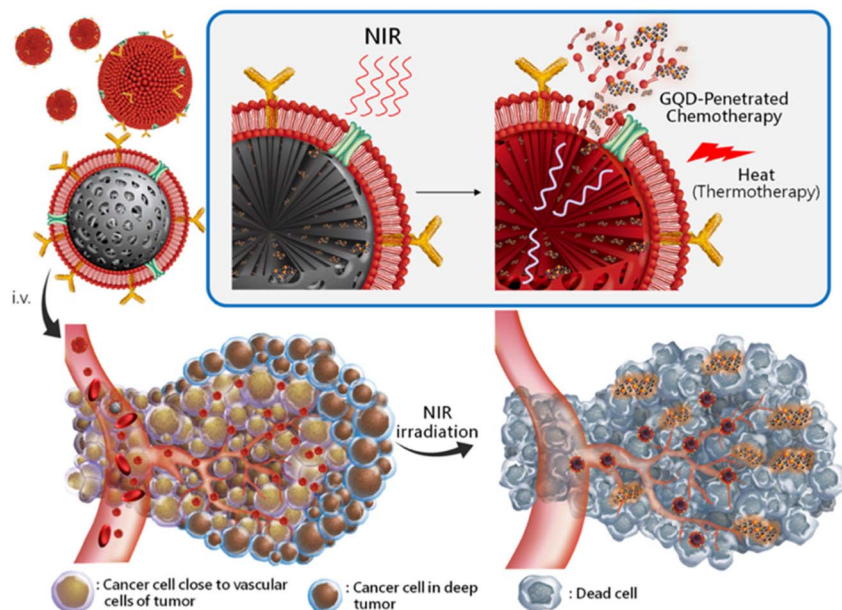 NIR
GQD-Penetrated
Chemotherapy
Heat
(Thermotherapy)
i.v.
NIR
irradiation
: Cancer cell close to vascular
cells of tumor
: Cancer cell in deep
tumor
: Dead cell